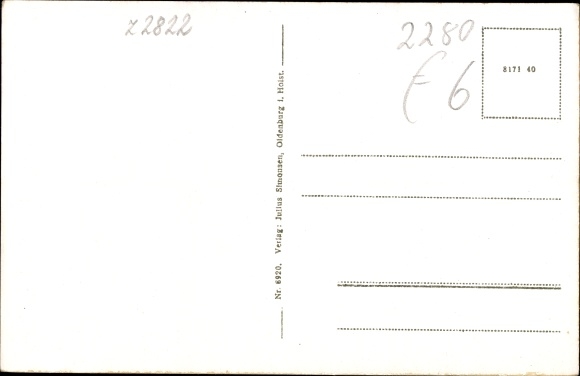 z2822
2280
€6
8171 40
Nr. 6920. Verlag: Julius Simonsen, Oldenburg i. Holst.